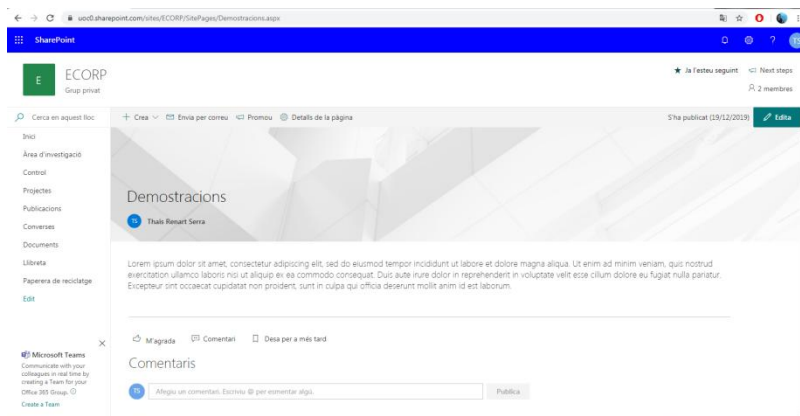 uoc0.sharepoint.com/sites/ECORP/SitePages/Demostracions.aspx
SharePoint
?
TS
E
ECORP
Grup privat
★ Ja l'esteu seguint
Next steps
2 membres
Cerca en aquest lloc
+ Crea
Envia per correu
Promou
Detalls de la pàgina
S'ha publicat (19/12/2019)
Edita
Inici
Àrea d'investigació
Control
Projectes
Publicacions
Converses
Documents
Llibreta
Paperera de reciclatge
Edit
Demostracions
TS
Thais Renart Serra
Lorem ipsum dolor sit amet, consectetur adipiscing elit, sed do eiusmod tempor incididunt ut labore et dolore magna aliqua. Ut enim ad minim veniam, quis nostrud
exercitation ullamco laboris nisi ut aliquip ex ea commodo consequat. Duis aute irure dolor in reprehenderit in voluptate velit esse cillum dolore eu fugiat nulla pariatur.
Excepteur sint occaecat cupidatat non proident, sunt in culpa qui officia deserunt mollit anim id est laborum.
M'agrada
Comentari
Desa per a més tard
Comentaris
TS
Afegiu un comentari. Escriviu @ per esmentar algú.
Publica
Microsoft Teams
Communicate with your
colleagues in real time by
creating a Team for your
Office 365 Group.
Create a Team